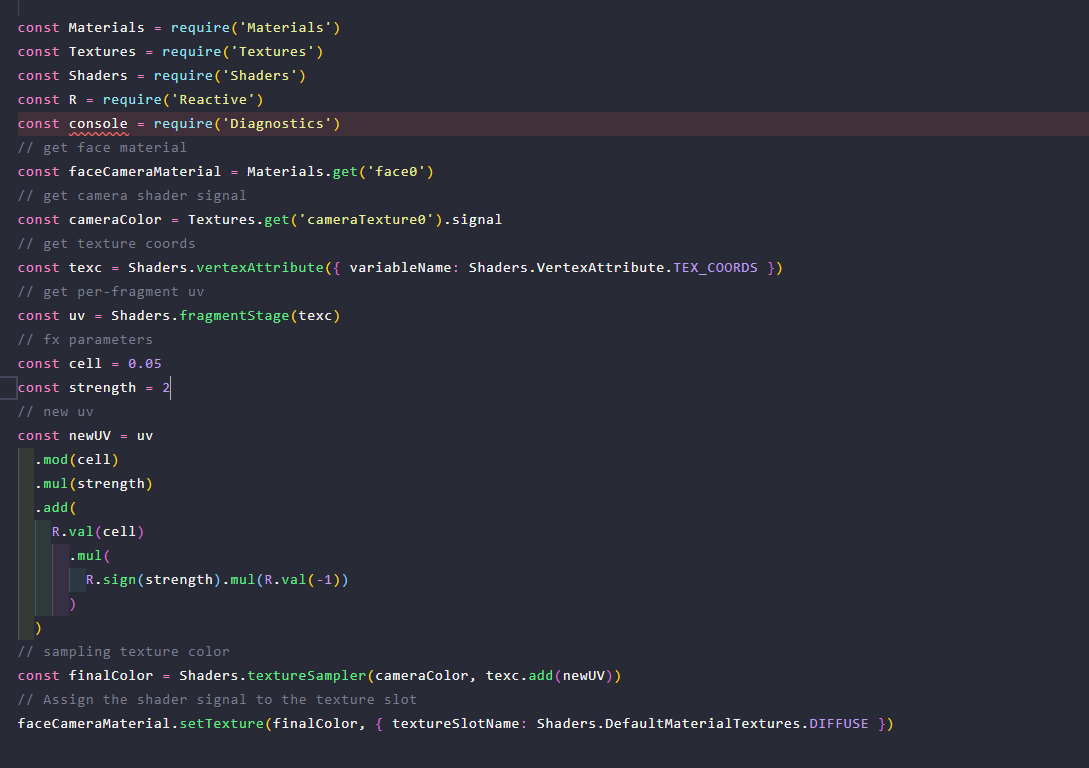 const Materials = require('Materials')
const Textures = require('Textures')
const Shaders = require('Shaders')
const R = require('Reactive')
const console = require('Diagnostics')
// get face material
const faceCameraMaterial = Materials.get('face0')
// get camera shader signal
const cameraColor = Textures.get('cameraTexture0').signal
// get texture coords
const texc = Shaders.vertexAttribute({ variableName: Shaders.VertexAttribute.TEX_COORDS })
// get per-fragment uv
const uv = Shaders.fragmentStage(texc)
// fx parameters
const cell = 0.05
const strength = 2
// new uv
const newUV = uv
  .mod(cell)
  .mul(strength)
  .add(
    R.val(cell)
      .mul(
        R.sign(strength).mul(R.val(-1))
      )
  )
// sampling texture color
const finalColor = Shaders.textureSampler(cameraColor, texc.add(newUV))
// Assign the shader signal to the texture slot
faceCameraMaterial.setTexture(finalColor, { textureSlotName: Shaders.DefaultMaterialTextures.DIFFUSE })